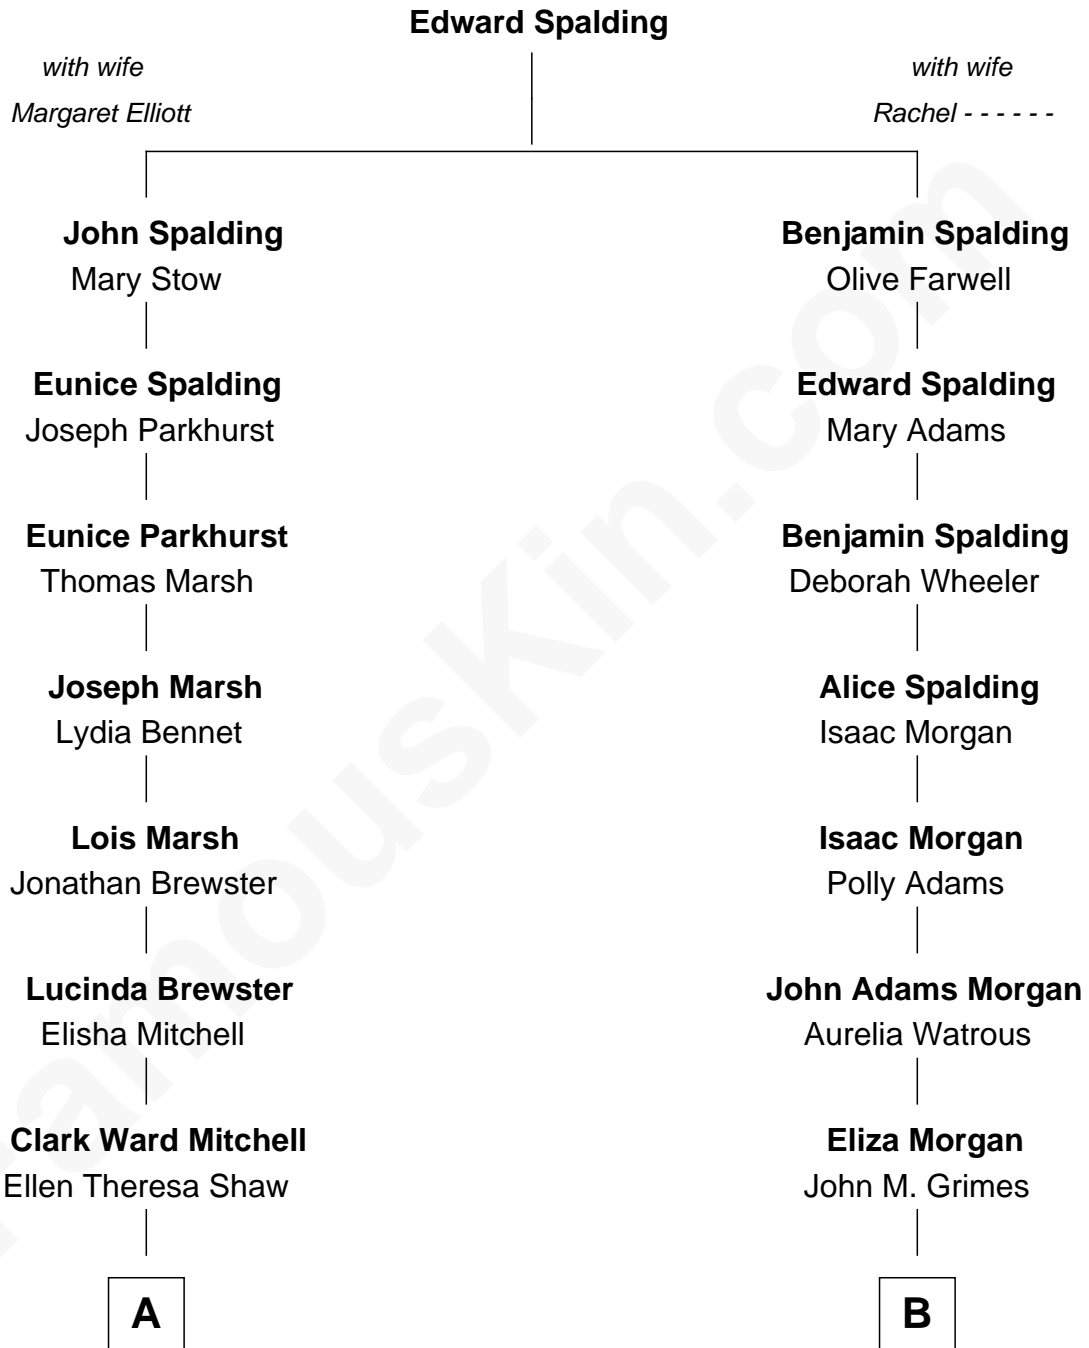 Edward Spalding
with wife
Margaret Elliott
with wife
Rachel - - - - - -
John Spalding
Mary Stow
Benjamin Spalding
Olive Farwell
Eunice Spalding
Joseph Parkhurst
Edward Spalding
Mary Adams
Eunice Parkhurst
Thomas Marsh
Benjamin Spalding
Deborah Wheeler
Joseph Marsh
Lydia Bennet
Alice Spalding
Isaac Morgan
Lois Marsh
Jonathan Brewster
Isaac Morgan
Polly Adams
Lucinda Brewster
Elisha Mitchell
John Adams Morgan
Aurelia Watrous
Clark Ward Mitchell
Ellen Theresa Shaw
Eliza Morgan
John M. Grimes
A
B
FamousKin.com